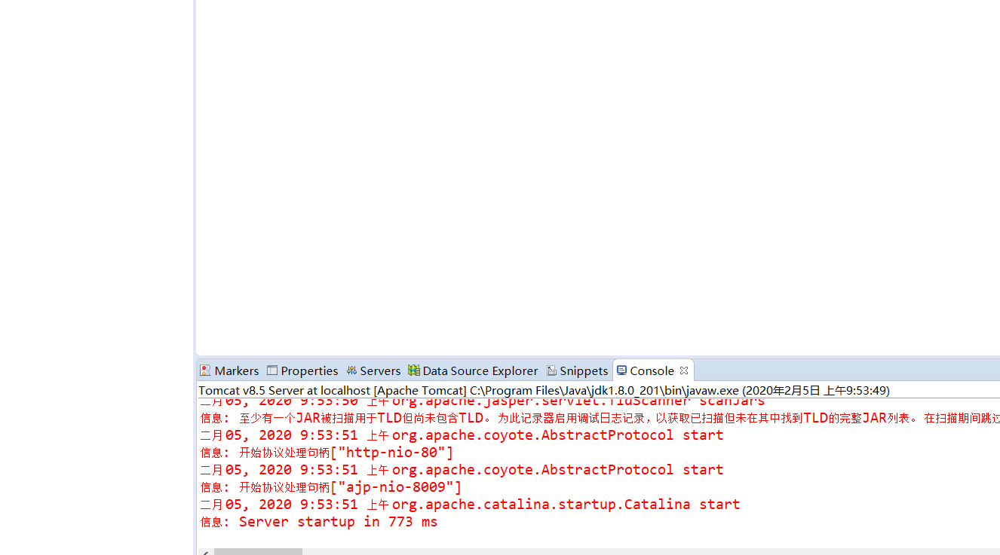 Markers Properties Servers Data Source Explorer Snippets Console
Tomcat v8.5 Server at localhost [Apache Tomcat] C:\Program Files\Java\jdk1.8.0_201\bin\javaw.exe (2020年2月5日 上午9:53:49)
二月 05, 2020 9:53:50 上午 org.apache.jasper.servlet.TldScanner scanJars
信息: 至少有一个JAR被扫描用于TLD但尚未包含TLD。 为此记录器启用调试日志记录，以获取已扫描但未在其中找到TLD的完整JAR列表。 在扫描期间跳过
二月 05, 2020 9:53:51 上午 org.apache.coyote.AbstractProtocol start
信息: 开始协议处理句柄["http-nio-80"]
二月 05, 2020 9:53:51 上午 org.apache.coyote.AbstractProtocol start
信息: 开始协议处理句柄["ajp-nio-8009"]
二月 05, 2020 9:53:51 上午 org.apache.catalina.startup.Catalina start
信息: Server startup in 773 ms